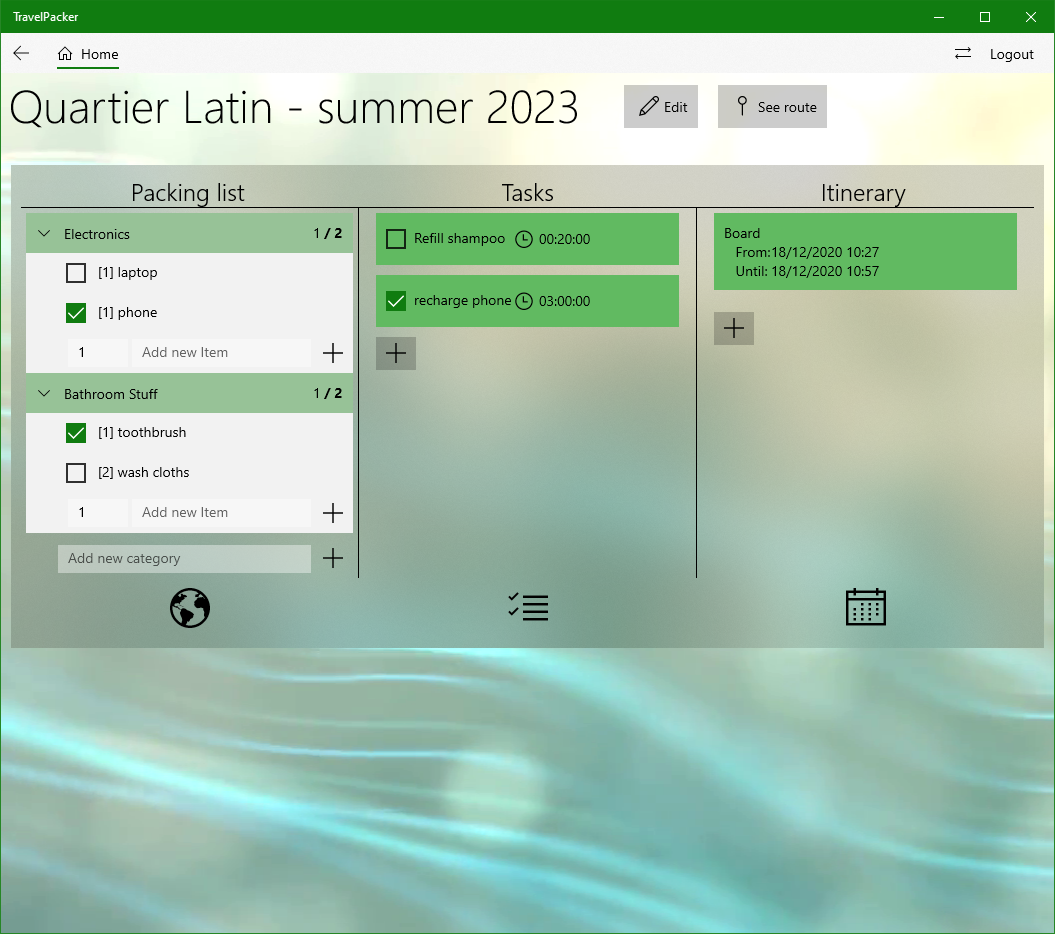 TravelPacker
Home
Logout
Quartier Latin - summer 2023
Edit
See route
Packing list
Electronics 1 / 2
[1] laptop
[1] phone
1 Add new Item
Bathroom Stuff 1 / 2
[1] toothbrush
[2] wash cloths
1 Add new Item
Add new category
Tasks
Refill shampoo 00:20:00
recharge phone 03:00:00
Itinerary
Board
From:18/12/2020 10:27
Until: 18/12/2020 10:57